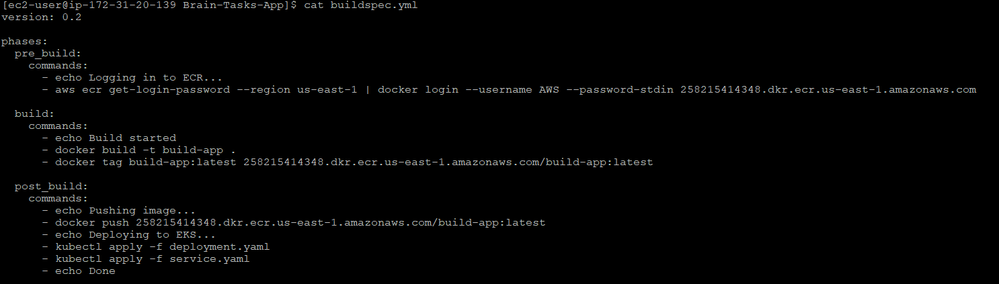 [ec2-user@ip-172-31-20-139 Brain-Tasks-App]$ cat buildspec.yml
version: 0.2

phases:
  pre_build:
    commands:
      - echo Logging in to ECR...
      - aws ecr get-login-password --region us-east-1 | docker login --username AWS --password-stdin 258215414348.dkr.ecr.us-east-1.amazonaws.com

  build:
    commands:
      - echo Build started
      - docker build -t build-app .
      - docker tag build-app:latest 258215414348.dkr.ecr.us-east-1.amazonaws.com/build-app:latest

  post_build:
    commands:
      - echo Pushing image...
      - docker push 258215414348.dkr.ecr.us-east-1.amazonaws.com/build-app:latest
      - echo Deploying to EKS...
      - kubectl apply -f deployment.yaml
      - kubectl apply -f service.yaml
      - echo Done